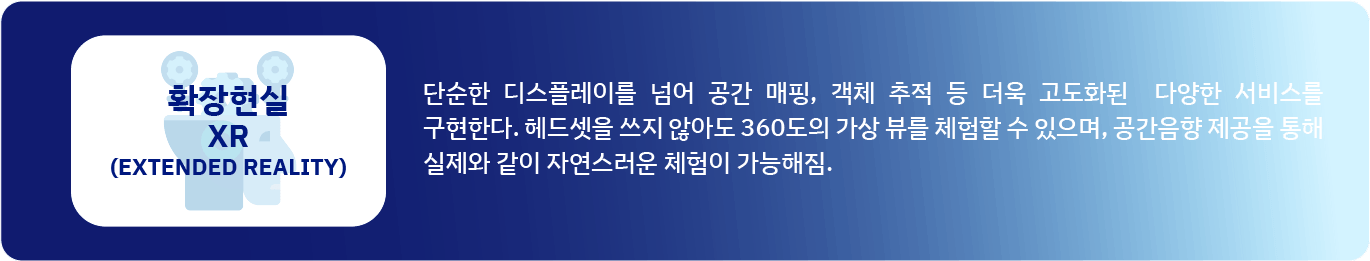 확장현실
XR
(EXTENDED REALITY)
단순한 디스플레이를 넘어 공간 매핑, 객체 추적 등 더욱 고도화된 다양한 서비스를
구현한다. 헤드셋을 쓰지 않아도 360도의 가상 뷰를 체험할 수 있으며, 공간음향 제공을 통해
실제와 같이 자연스러운 체험이 가능해짐.